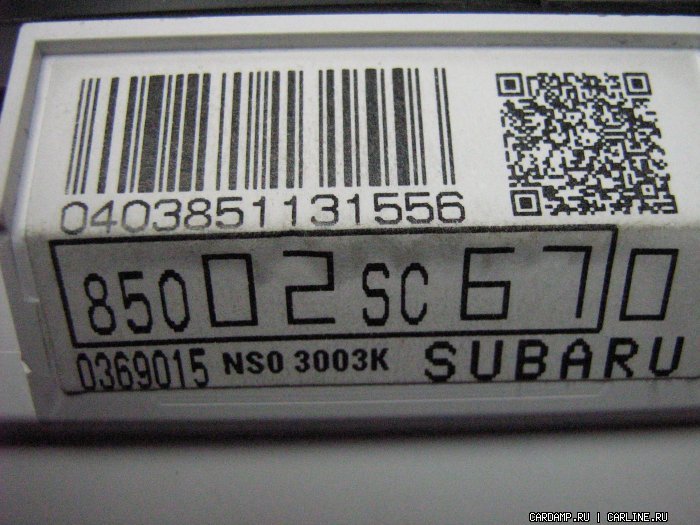 0403851131556
85002SC670
0369015 NS0 3003K SUBARU
CARDAMP.RU | CARLINE.RU